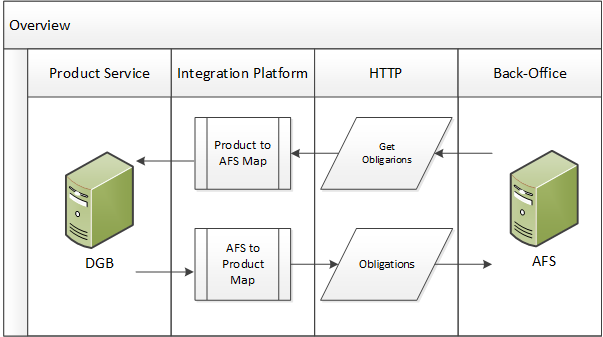 Overview
Product Service
Integration Platform
HTTP
Back-Office
Product to
AFS Map
Get
Obligarions
DGB
AFS to
Product
Map
Obligations
AFS